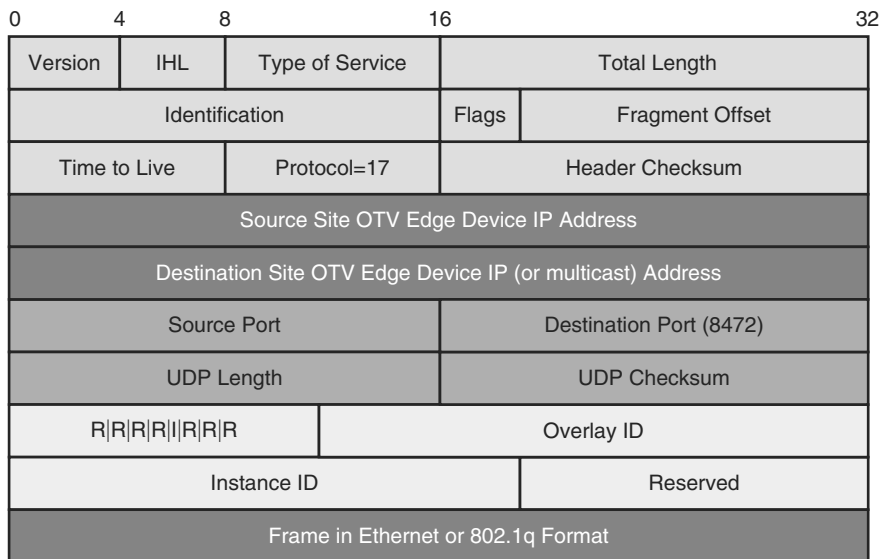 0 4 8 16 32
Version IHL Type of Service Total Length
Identification Flags Fragment Offset
Time to Live Protocol=17 Header Checksum
Source Site OTV Edge Device IP Address
Destination Site OTV Edge Device IP (or multicast) Address
Source Port Destination Port (8472)
UDP Length UDP Checksum
R|R|R|R|I|R|R|R Overlay ID
Instance ID Reserved
Frame in Ethernet or 802.1q Format